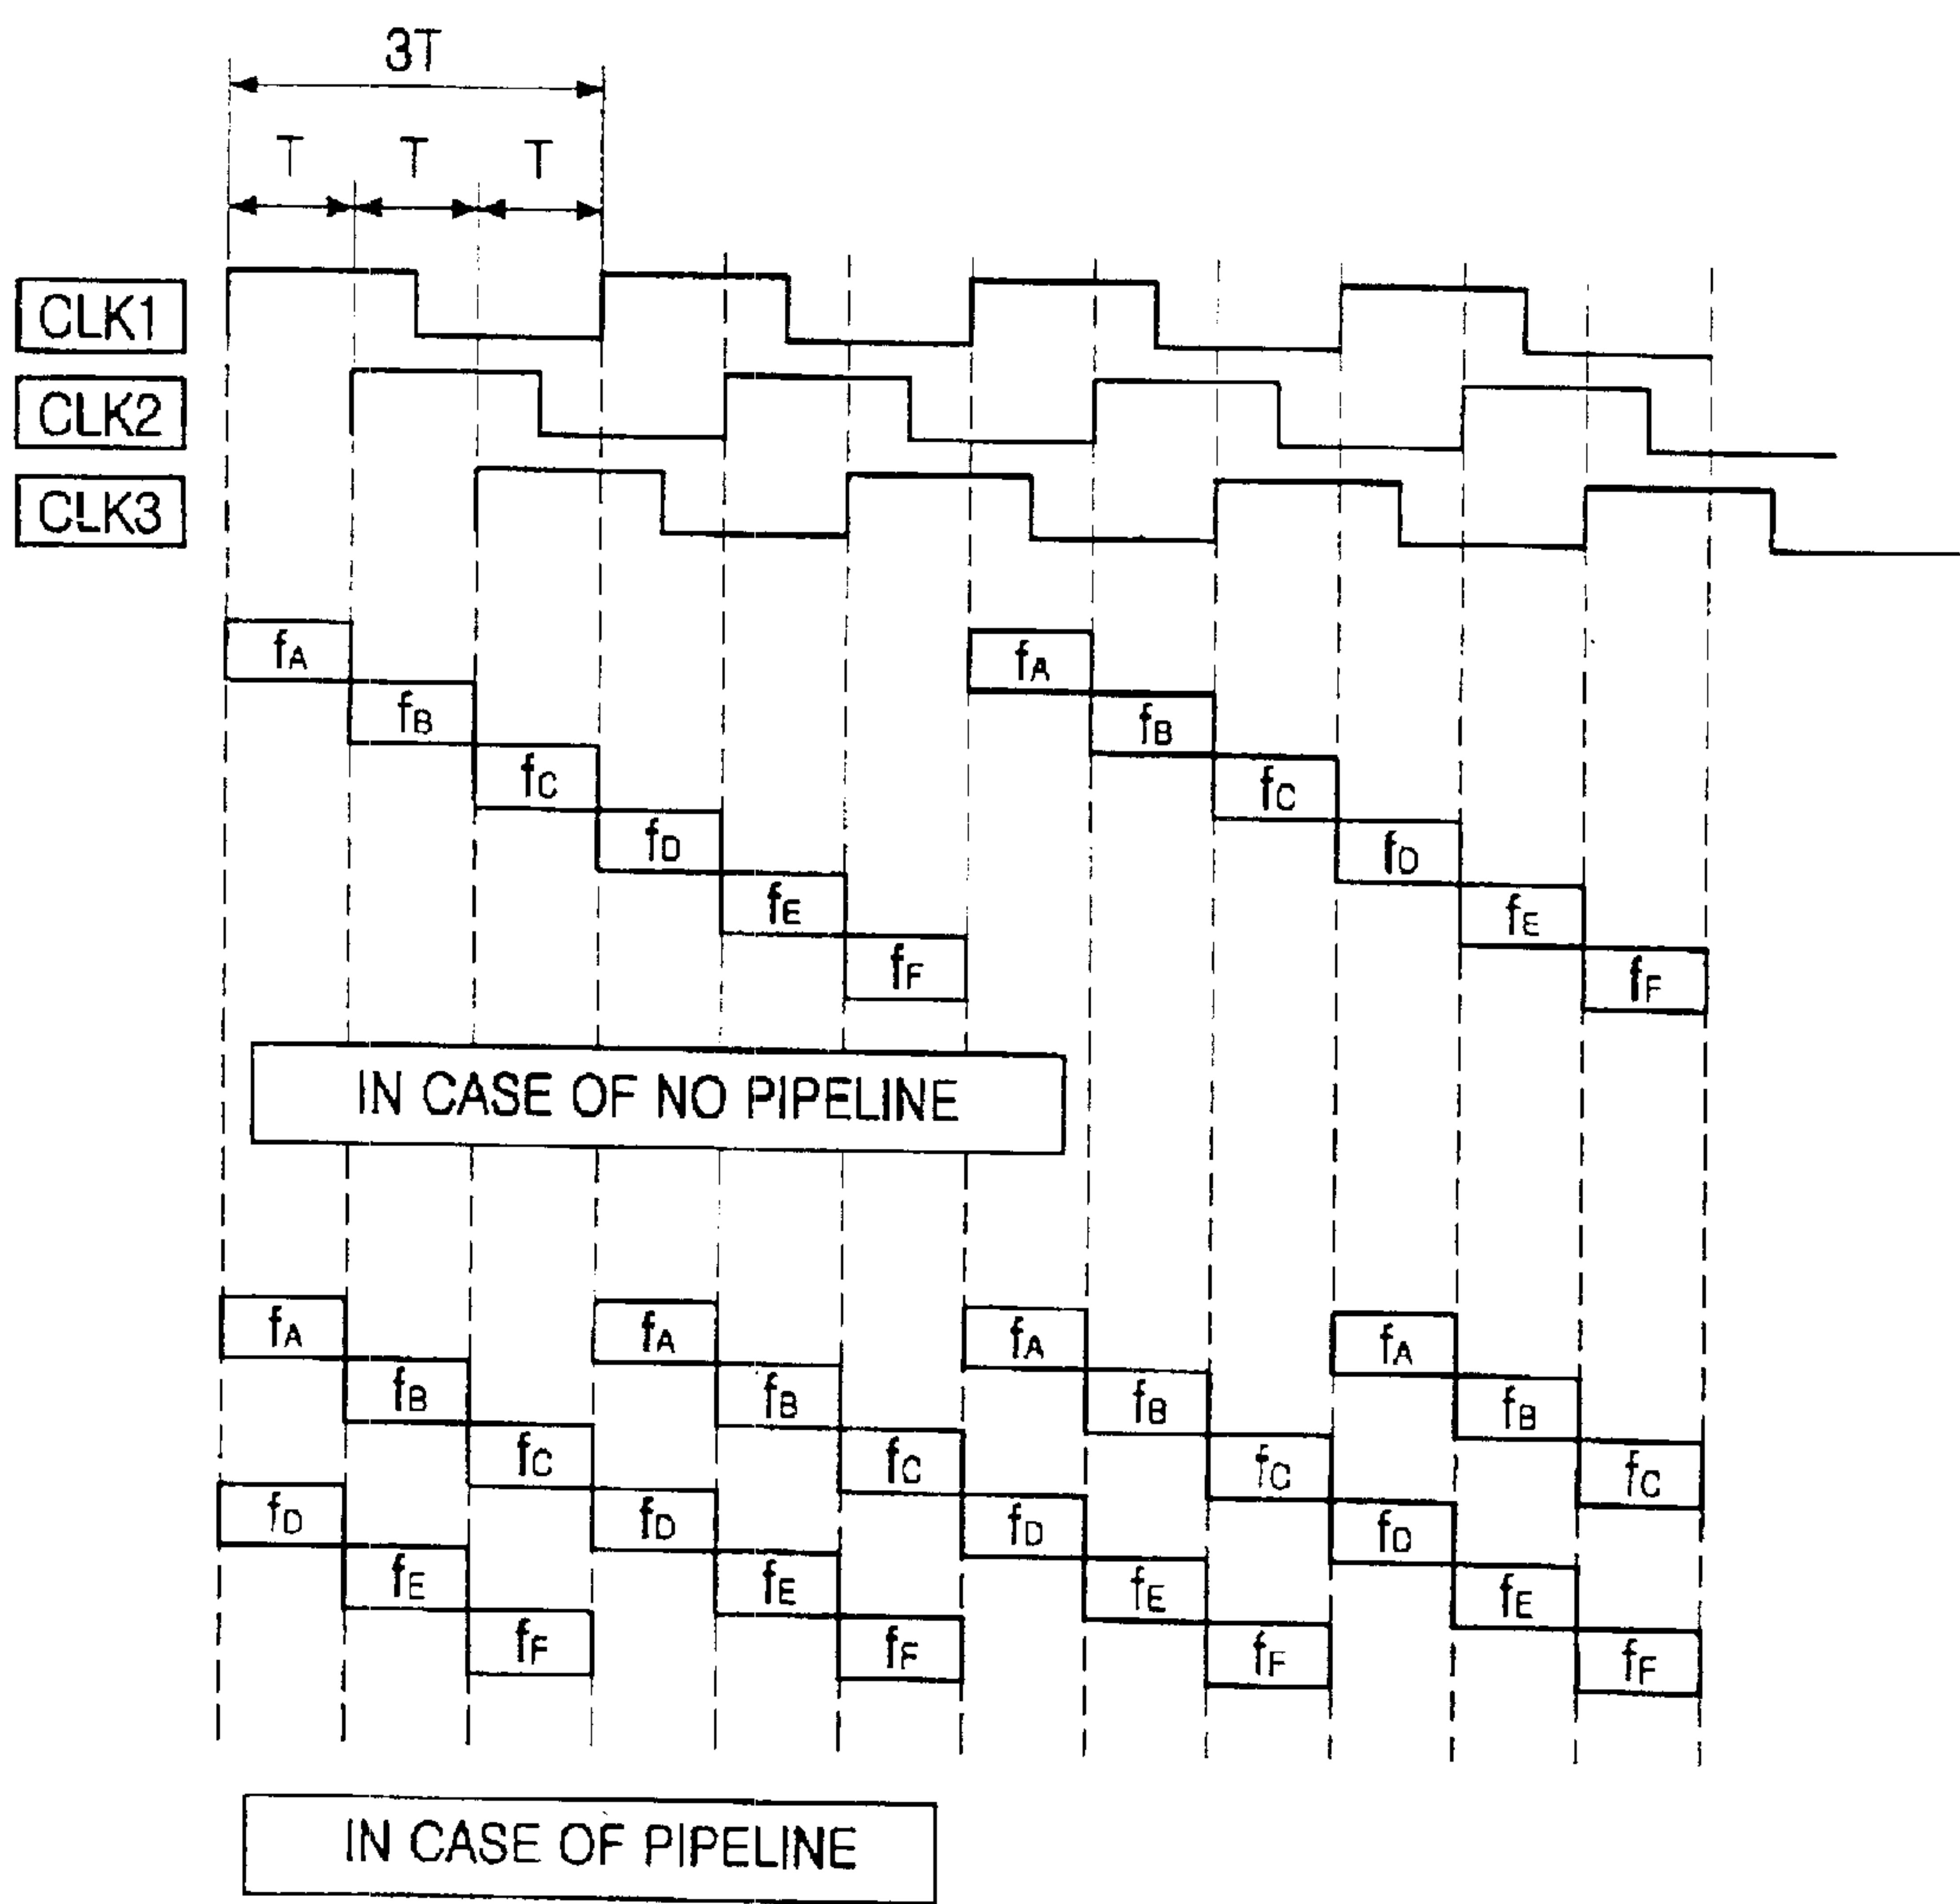 3T
T T T
CLK1
CLK2
CLK3
fA fA
fB fB
fC fC
fD fD
fE fE
fF fF
IN CASE OF NO PIPELINE
fA fA fA fA
fB fB fB fB
fC fC fC fC
fD fD fD fD
fE fE fE fE
fF fF fF fF
IN CASE OF PIPELINE